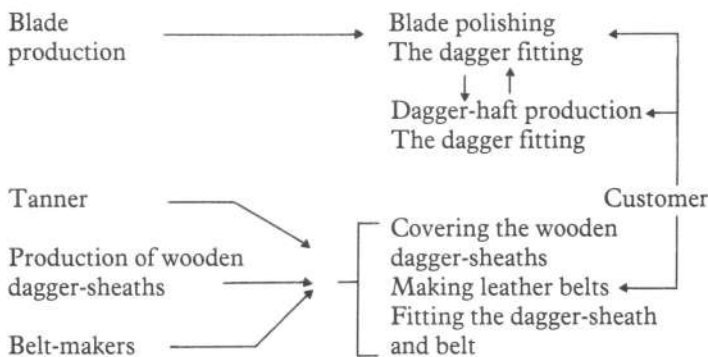 Blade
production
Blade polishing
The dagger fitting
Dagger-haft production
The dagger fitting
Tanner
Customer
Production of wooden
dagger-sheaths
Covering the wooden
dagger-sheaths
Making leather belts
Fitting the dagger-sheath
and belt
Belt-makers